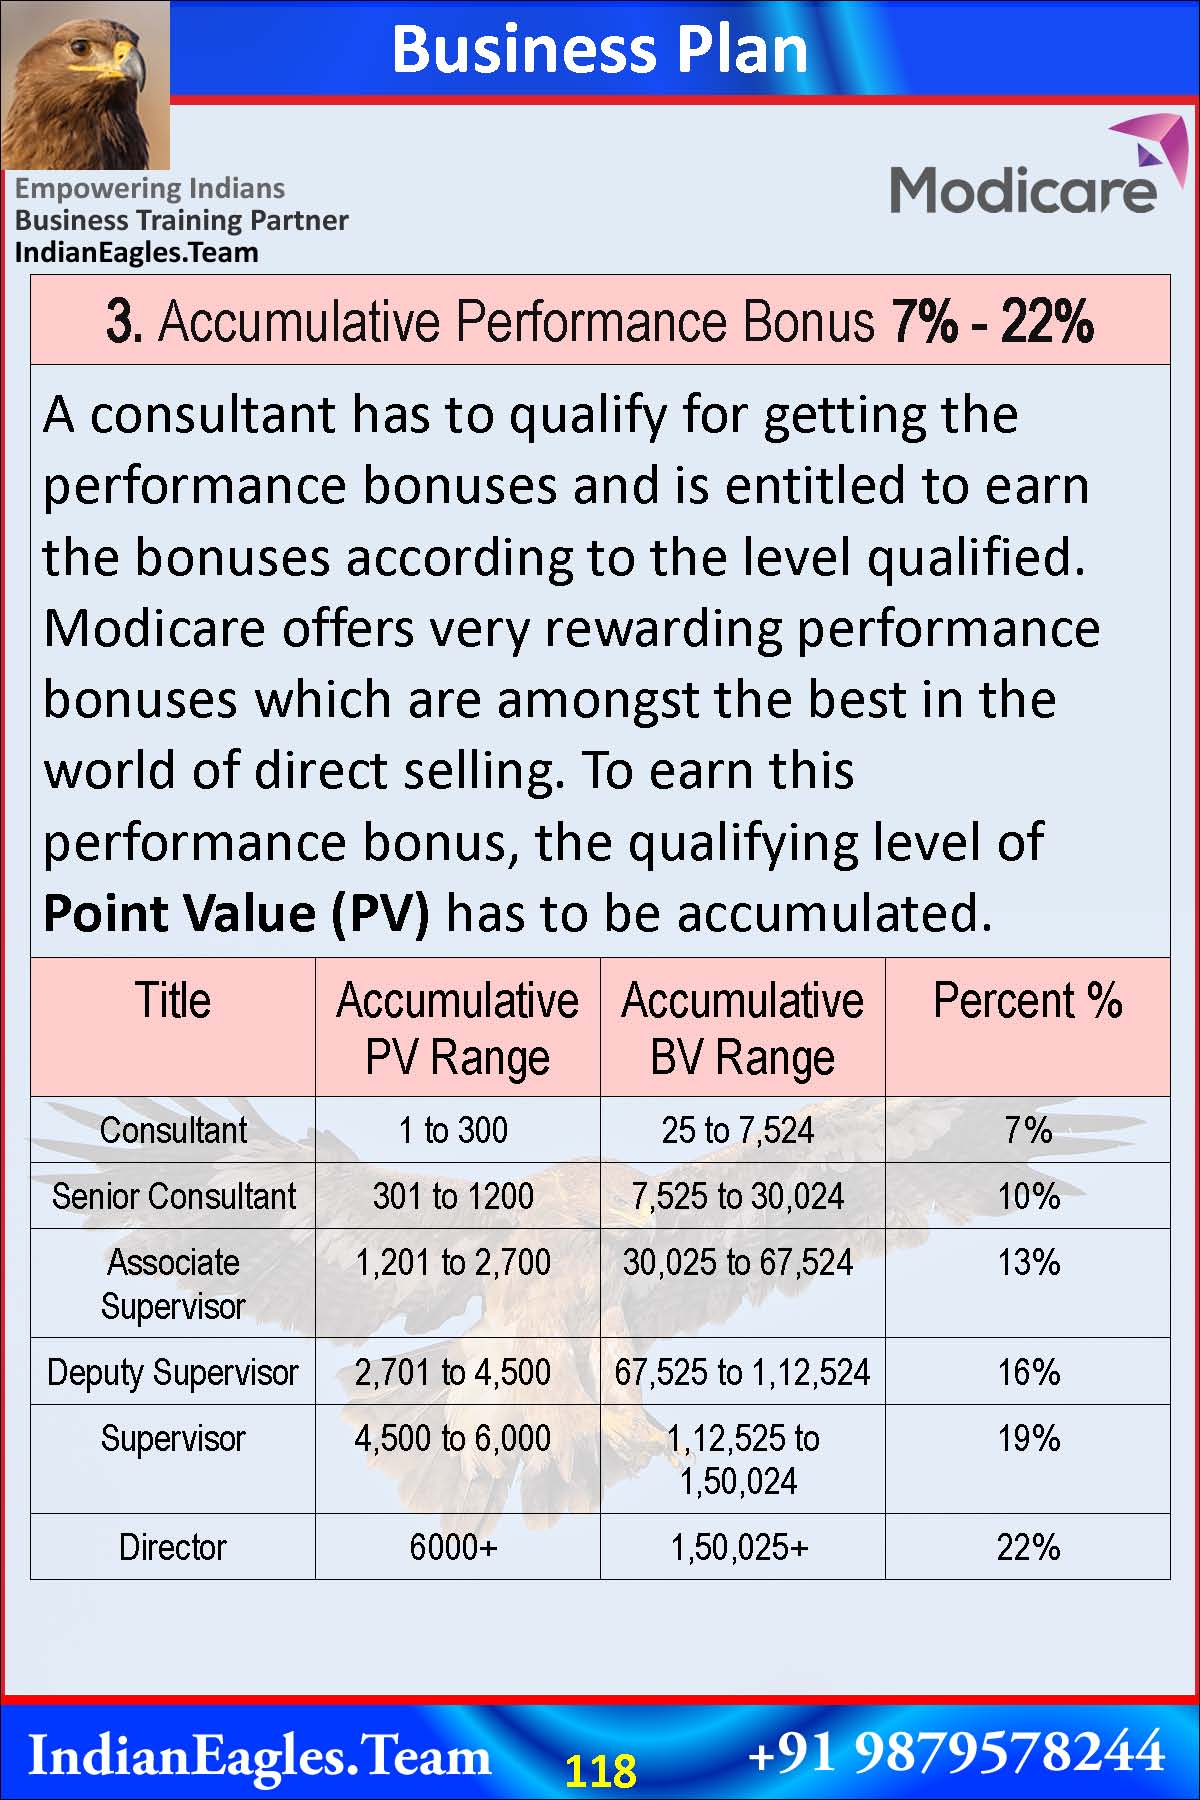 Business Plan
Modicare
Empowering Indians
Business Training Partner
IndianEagles.Team
3. Accumulative Performance Bonus 7% - 22%
A consultant has to qualify for getting the
performance bonuses and is entitled to earn
the bonuses according to the level qualified.
Modicare offers very rewarding performance
bonuses which are amongst the best in the
world of direct selling. To earn this
performance bonus, the qualifying level of
Point Value (PV) has to be accumulated.
Title Accumulative Accumulative Percent %
PV Range BV Range
Consultant 1 to 300 25 to 7,524 7%
Senior Consultant 301 to 1200 7,525 to 30,024 10%
Associate 1,201 to 2,700 30,025 to 67,524 13%
Supervisor
Deputy Supervisor 2,701 to 4,500 67,525 to 1,12,524 16%
Supervisor 4,500 to 6,000 1,12,525 to 19%
1,50,024
Director 6000+ 1,50,025+ 22%
IndianEagles.Team 118 +91 9879578244